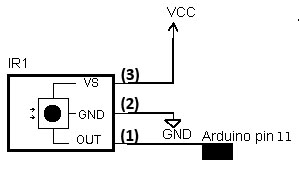 VCC
IR1
VS (3)
GND (2)
GND
OUT (1)
Arduino pin 11